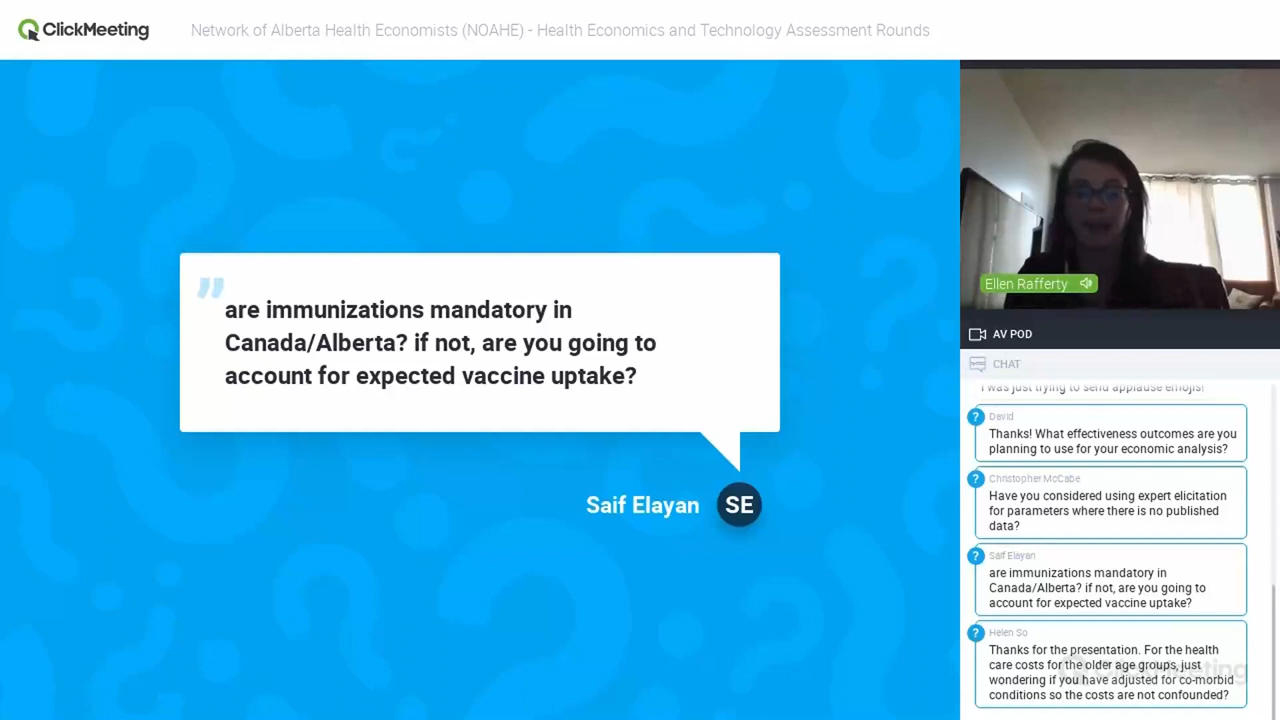 ClickMeeting
Network of Alberta Health Economists (NOAHE) - Health Economics and Technology Assessment Rounds
are immunizations mandatory in
Canada/Alberta? if not, are you going to
account for expected vaccine uptake?
Saif Elayan
SE
Ellen Rafferty
AV POD
CHAT
I was just trying to send applause emojis!
?
David
Thanks! What effectiveness outcomes are you
planning to use for your economic analysis?
?
Christopher McCabe
Have you considered using expert elicitation
for parameters where there is no published
data?
?
Saif Elayan
are immunizations mandatory in
Canada/Alberta? if not, are you going to
account for expected vaccine uptake?
?
Helen So
Thanks for the presentation. For the health
care costs for the older age groups, just
wondering if you have adjusted for co-morbid
conditions so the costs are not confounded?
ClickMeeting